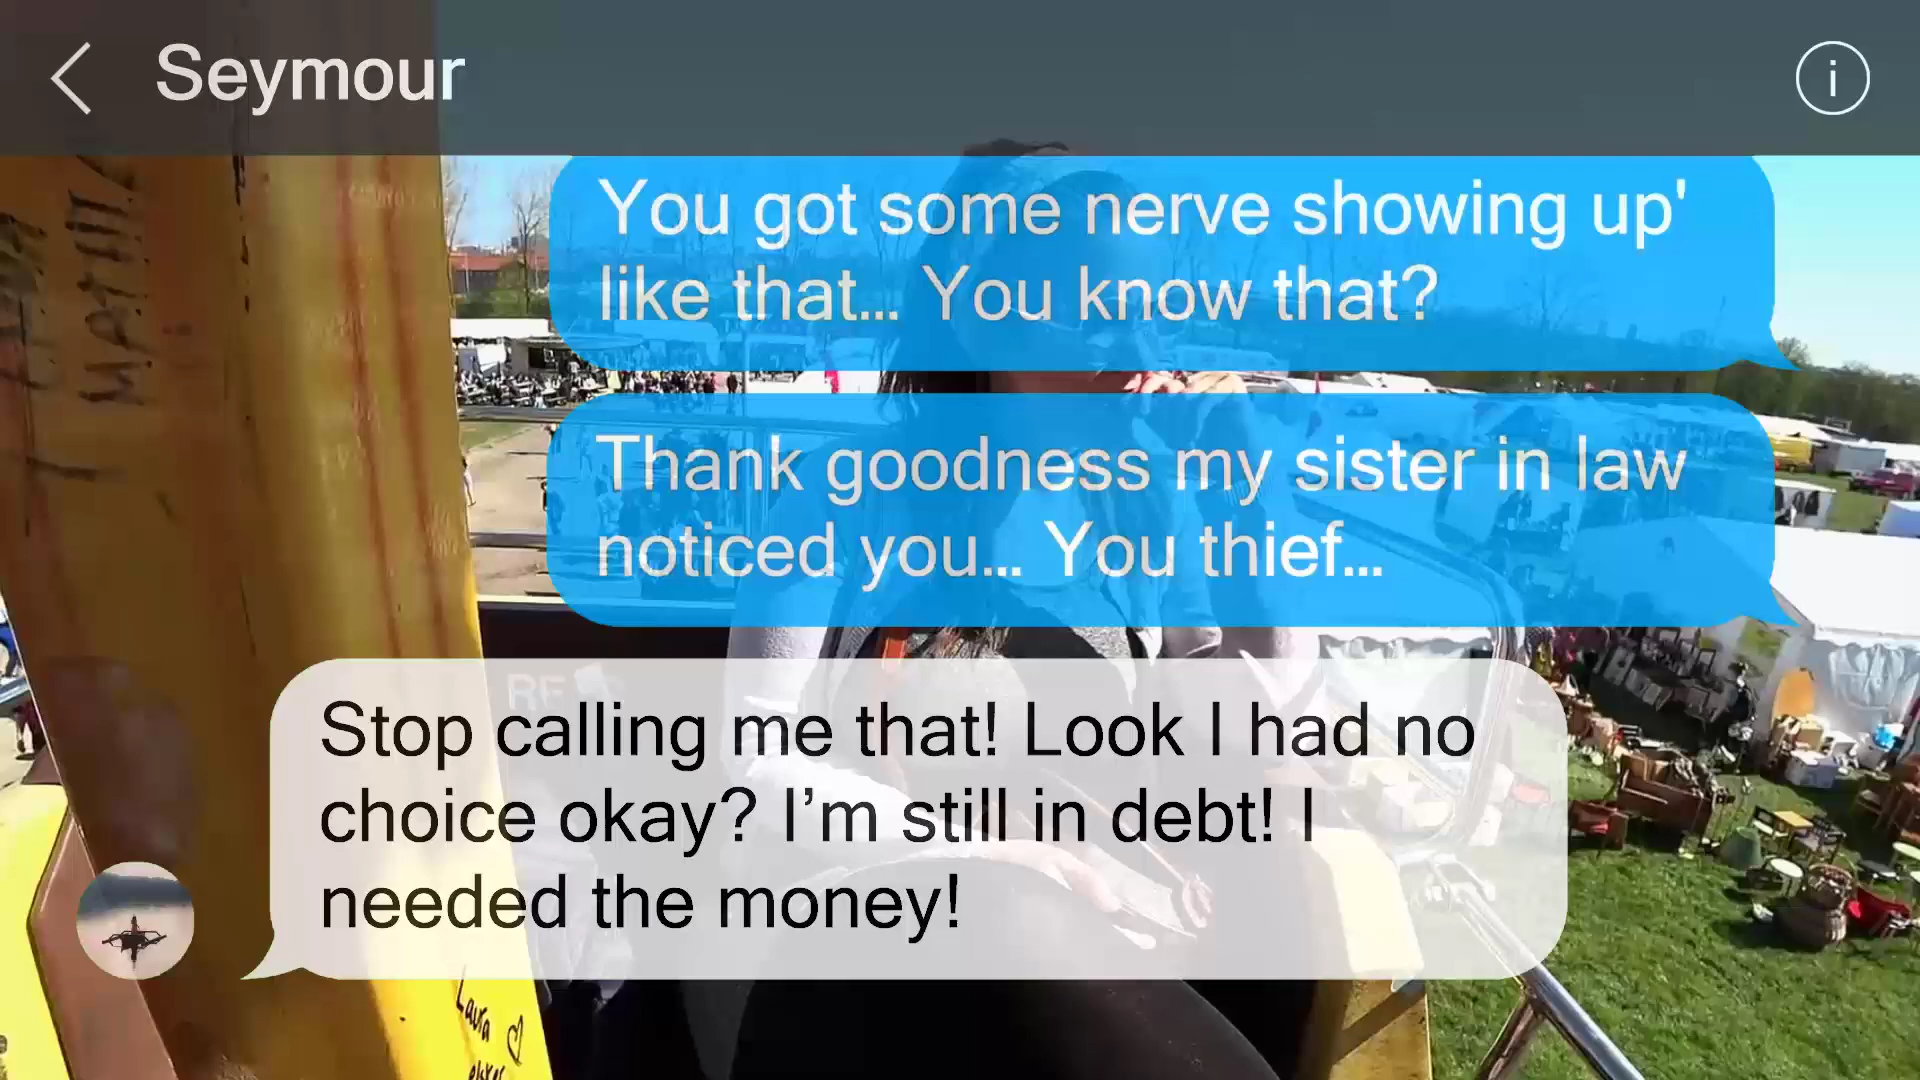 Seymour
You got some nerve showing up'
like that... You know that?
Thank goodness my sister in law
noticed you... You thief...
Stop calling me that! Look I had no
choice okay? I’m still in debt! I
needed the money!
Laura